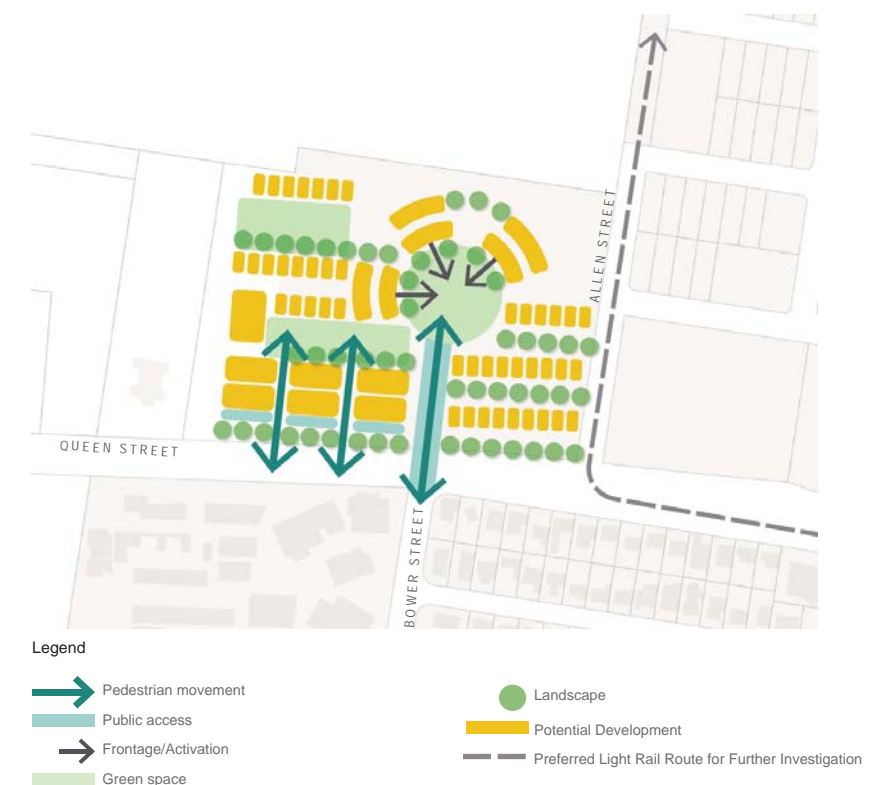 ALLEN STREET
QUEEN STREET
BOWER STREET
Legend
Pedestrian movement
Public access
Frontage/Activation
Green space
Landscape
Potential Development
Preferred Light Rail Route for Further Investigation